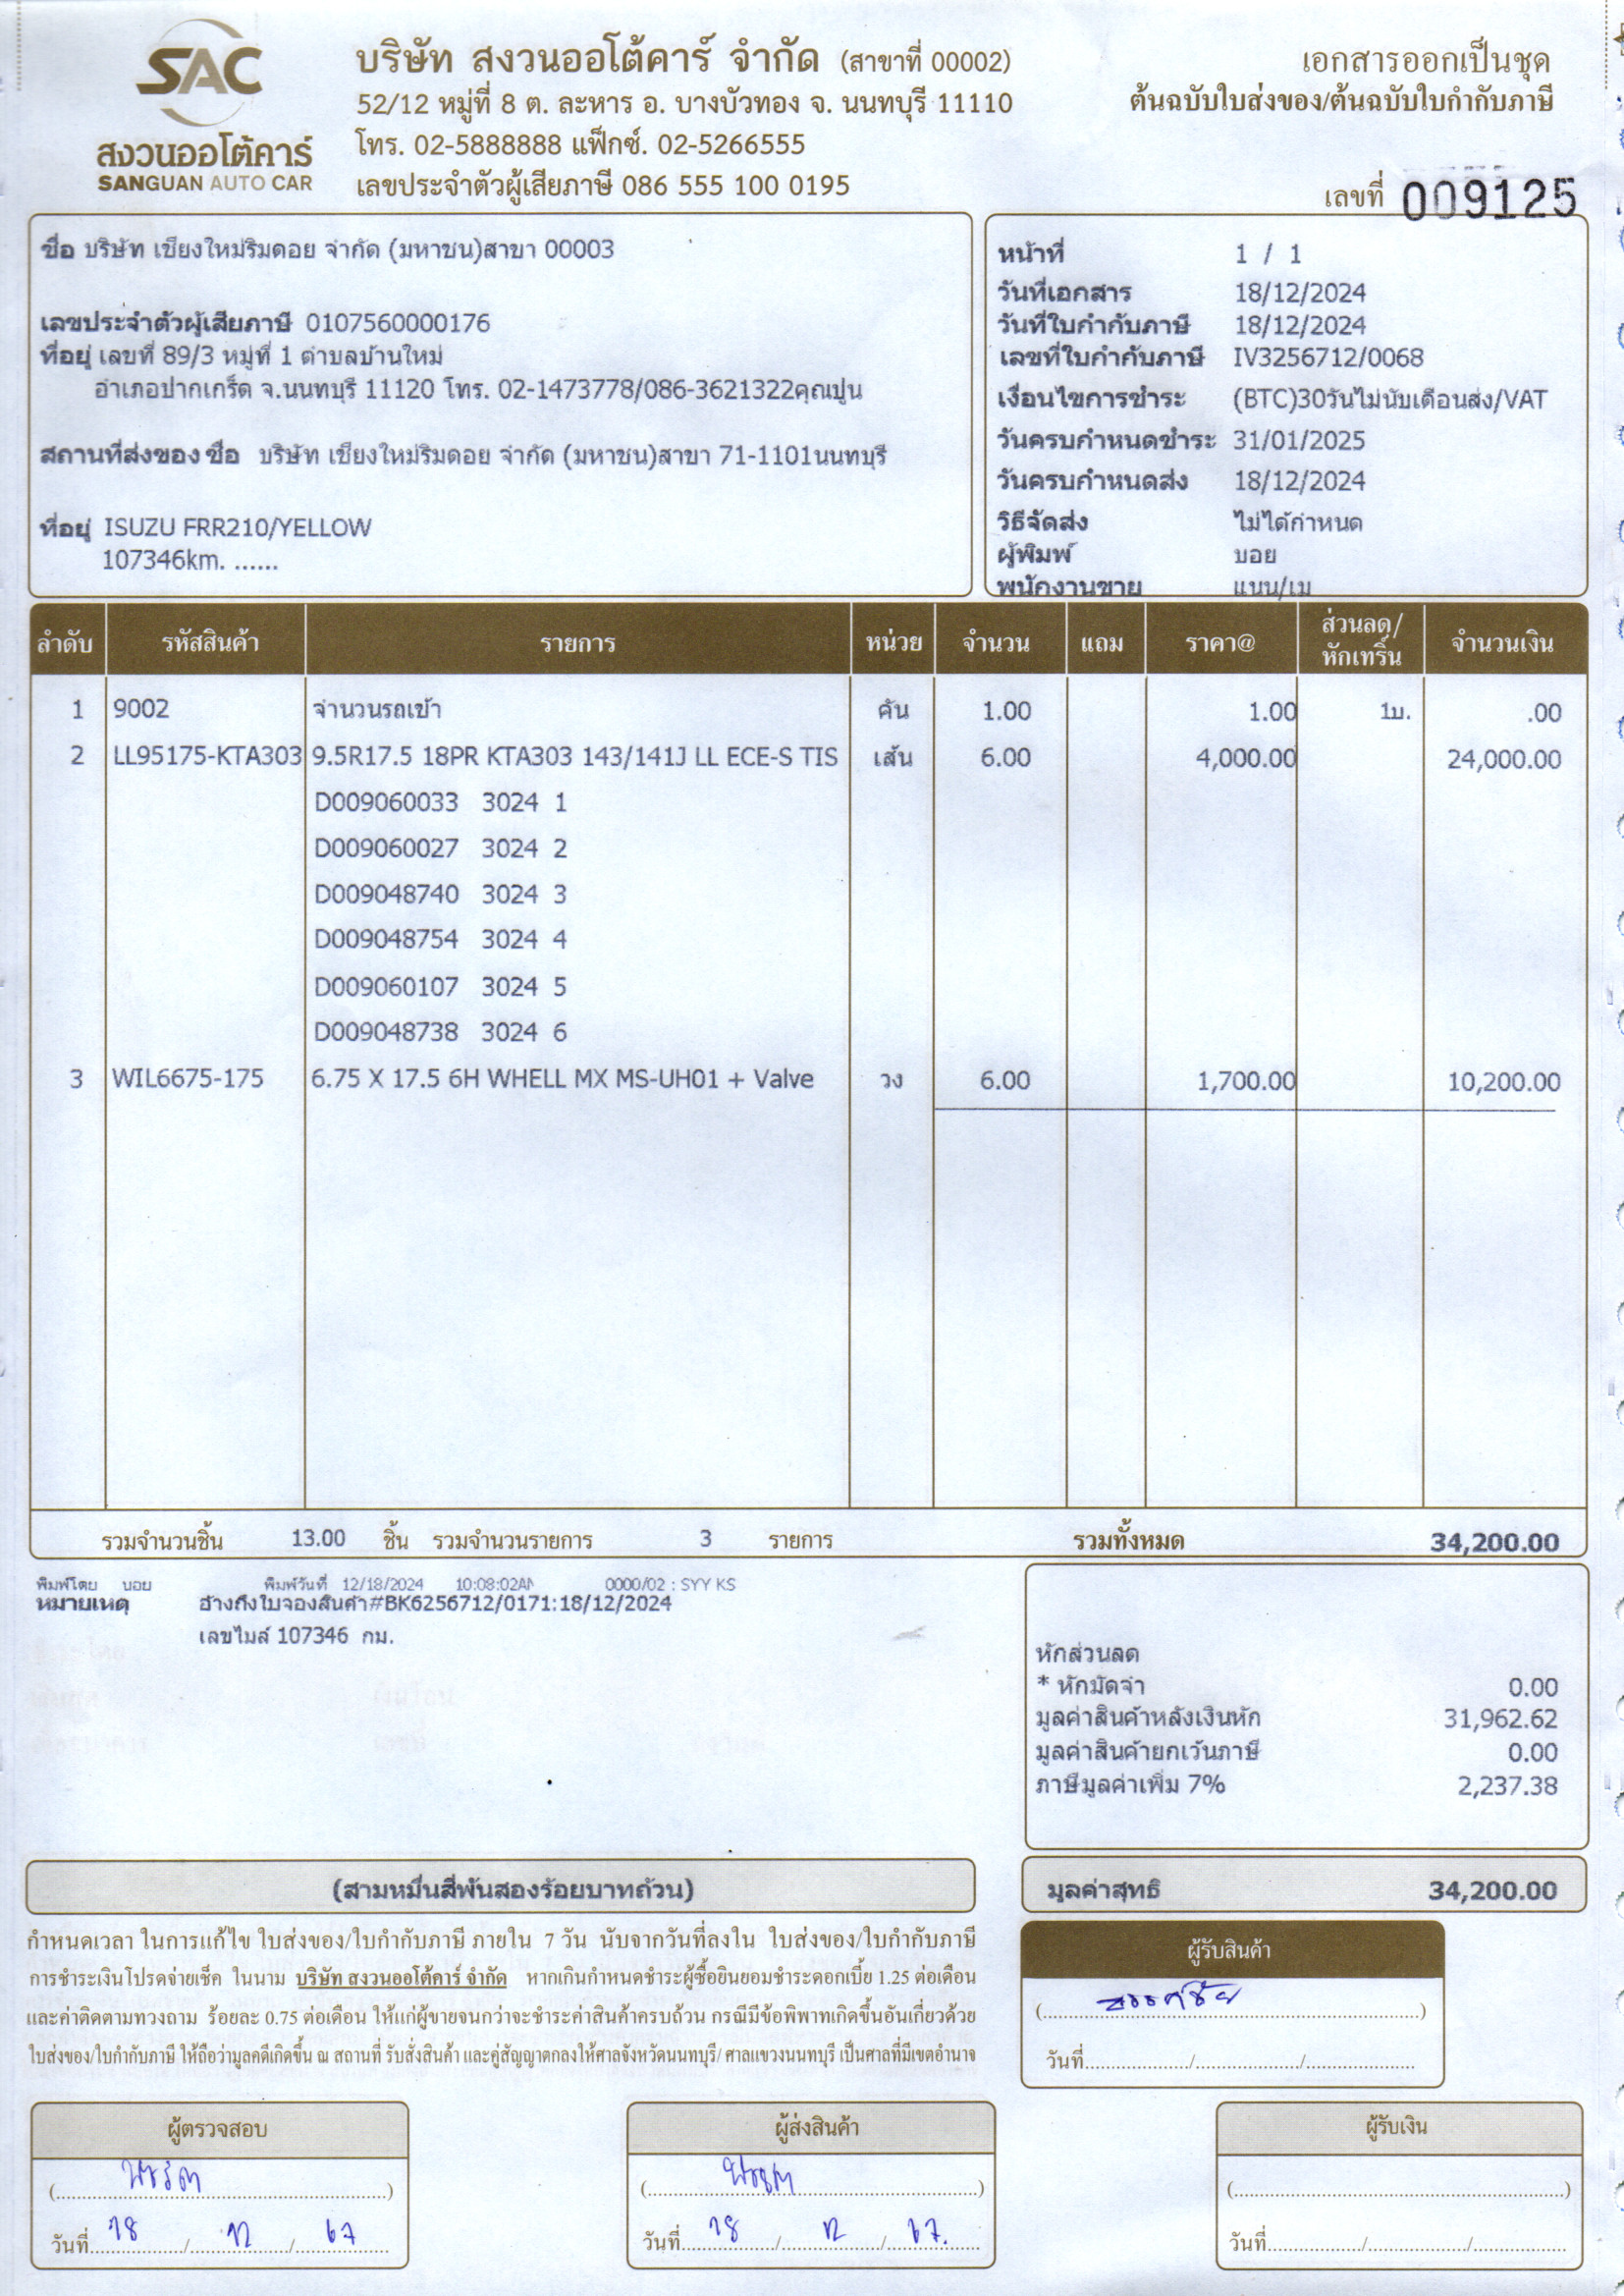 SAC
สงวนออโต้คาร์
SANGUAN AUTO CAR
บริษัท สงวนออโต้คาร์ จำกัด (สาขาที่ 00002)
52/12 หมู่ที่ 8 ต. ละหาร อ. บางบัวทอง จ. นนทบุรี 11110
โทร. 02-5888888 แฟ็กซ์. 02-5266555
เลขประจำตัวผู้เสียภาษี 086 555 100 0195
เอกสารออกเป็นชุด
ต้นฉบับใบส่งของ/ต้นฉบับใบกำกับภาษี
เลขที่ 009125
ชื่อ บริษัท เชียงใหม่ริมดอย จำกัด (มหาชน)สาขา 00003
เลขประจำตัวผู้เสียภาษี 0107560000176
ที่อยู่ เลขที่ 89/3 หมู่ที่ 1 ตำบลบ้านใหม่
อำเภอปากเกร็ด จ.นนทบุรี 11120 โทร. 02-1473778/086-3621322คุณปูน
สถานที่ส่งของ ชื่อ บริษัท เชียงใหม่ริมดอย จำกัด (มหาชน)สาขา 71-1101นนทบุรี
ที่อยู่ ISUZU FRR210/YELLOW
107346km. ......
หน้าที่ 1 / 1
วันที่เอกสาร 18/12/2024
วันที่ใบกำกับภาษี 18/12/2024
เลขที่ใบกำกับภาษี IV3256712/0068
เงื่อนไขการชำระ (BTC)30วันไม่นับเดือนส่ง/VAT
วันครบกำหนดชำระ 31/01/2025
วันครบกำหนดส่ง 18/12/2024
วิธีจัดส่ง ไม่ได้กำหนด
ผู้พิมพ์ บอย
พนักงานขาย แนน/เม
ลำดับ รหัสสินค้า รายการ หน่วย จำนวน แถม ราคา@ ส่วนลด/หักเทริ์น จำนวนเงิน
1 9002 จำนวนรถเข้า คัน 1.00 1.00 1บ. .00
2 LL95175-KTA303 9.5R17.5 18PR KTA303 143/141J LL ECE-S TIS เส้น 6.00 4,000.00 24,000.00
D009060033 3024 1
D009060027 3024 2
D009048740 3024 3
D009048754 3024 4
D009060107 3024 5
D009048738 3024 6
3 WIL6675-175 6.75 X 17.5 6H WHELL MX MS-UH01 + Valve วง 6.00 1,700.00 10,200.00
รวมจำนวนชิ้น 13.00 ชิ้น รวมจำนวนรายการ 3 รายการ รวมทั้งหมด 34,200.00
พิมพ์โดย บอย พิมพ์วันที่ 12/18/2024 10:08:02AM 0000/02 : SYY KS
หมายเหตุ อ้างถึงใบจองสินค้า#BK6256712/0171:18/12/2024
เลขไมล์ 107346 กม.
หักส่วนลด
* หักมัดจำ 0.00
มูลค่าสินค้าหลังเงินหัก 31,962.62
มูลค่าสินค้ายกเว้นภาษี 0.00
ภาษีมูลค่าเพิ่ม 7% 2,237.38
(สามหมื่นสี่พันสองร้อยบาทถ้วน)
มูลค่าสุทธิ 34,200.00
กำหนดเวลา ในการแก้ไข ใบส่งของ/ใบกำกับภาษี ภายใน 7 วัน นับจากวันที่ลงใน ใบส่งของ/ใบกำกับภาษี
การชำระเงินโปรดจ่ายเช็ค ในนาม บริษัท สงวนออโต้คาร์ จำกัด หากเกินกำหนดชำระผู้ซื้อยินยอมชำระดอกเบี้ย 1.25 ต่อเดือน
และค่าติดตามทวงถาม ร้อยละ 0.75 ต่อเดือน ให้แก่ผู้ขายจนกว่าจะชำระค่าสินค้าครบถ้วน กรณีมีข้อพิพาทเกิดขึ้นอันเกี่ยวด้วย
ใบส่งของ/ใบกำกับภาษี ให้ถือว่ามูลคดีเกิดขึ้น ณ สถานที่ รับสั่งสินค้า และคู่สัญญาตกลงให้ศาลจังหวัดนนทบุรี/ ศาลแขวงนนทบุรี เป็นศาลที่มีเขตอำนาจ
ผู้รับสินค้า
วันที่......../......../........
ผู้ตรวจสอบ
วันที่ 18 / 12 / 67
ผู้ส่งสินค้า
วันที่ 18 / 12 / 67.
ผู้รับเงิน
(................)
วันที่......../......../........